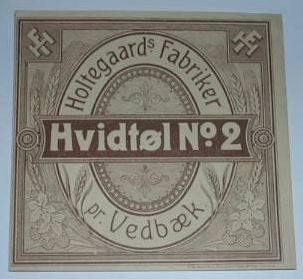 Holtegaards Fabriker
Hvidtøl No. 2
pr. Vedbæk.